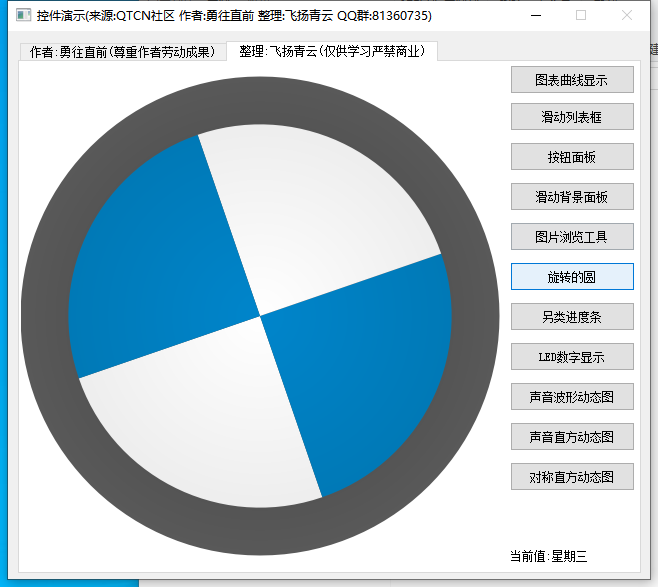 控件演示(来源:QTCN社区 作者:勇往直前 整理:飞扬青云 QQ群:81360735)
作者:勇往直前(尊重作者劳动成果)
整理:飞扬青云(仅供学习严禁商业)
图表曲线显示
滑动列表框
按钮面板
滑动背景面板
图片浏览工具
旋转的圆
另类进度条
LED数字显示
声音波形动态图
声音直方动态图
对称直方动态图
当前值:星期三